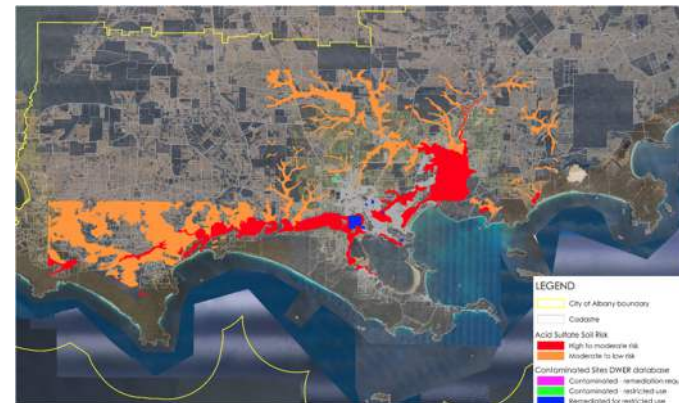 LEGEND
City of Albany boundary
Cadastre
Acid Sulfate Soil Risk
High to moderate risk
Moderate to low risk
Contaminated Sites DWER database
Contaminated - remediation requ
Contaminated - restricted use
Remediated for restricted use